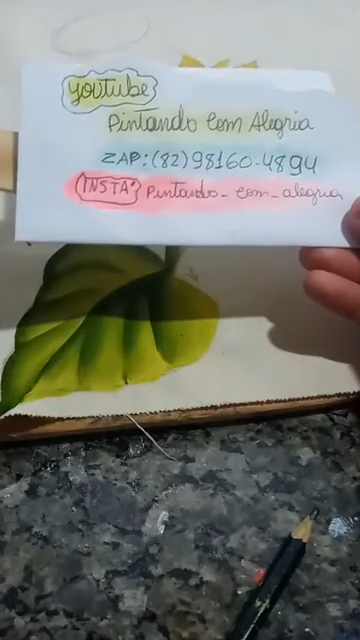 youtube
Pintando Com Alegria
ZAP: (82) 98160-4894
INSTA: Pintando_com_alegria